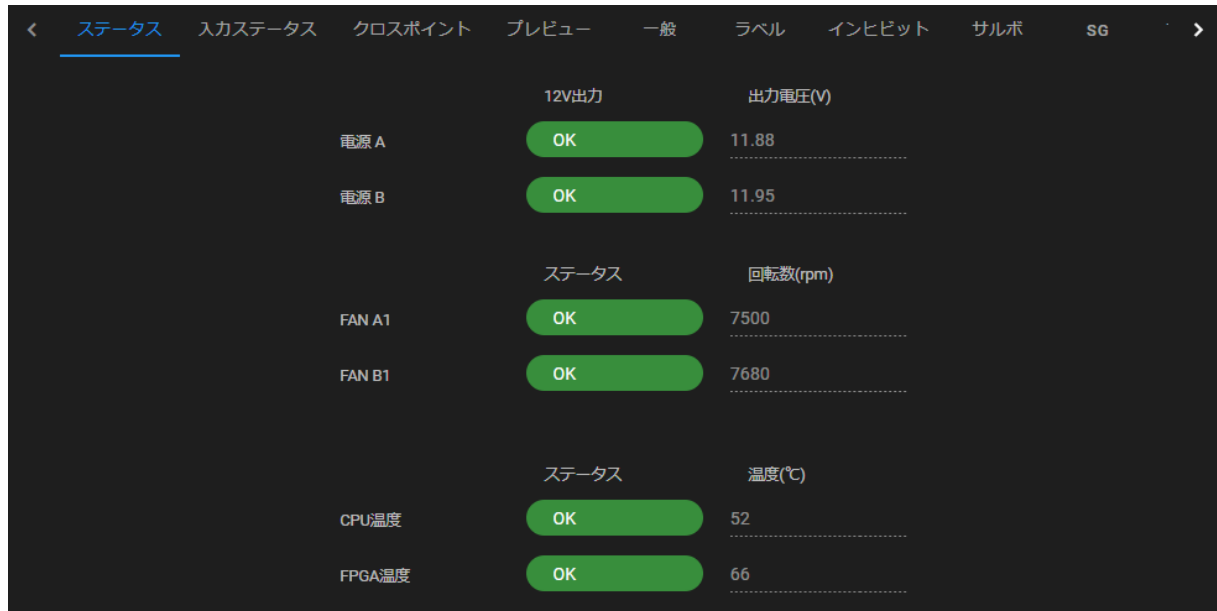 ステータス 入力ステータス クロスポイント プレビュー 一般 ラベル インヒビット サルボ SG
12V出力 出力電圧(V)
電源 A OK 11.88
電源 B OK 11.95
ステータス 回転数(rpm)
FAN A1 OK 7500
FAN B1 OK 7680
ステータス 温度(℃)
CPU温度 OK 52
FPGA温度 OK 66